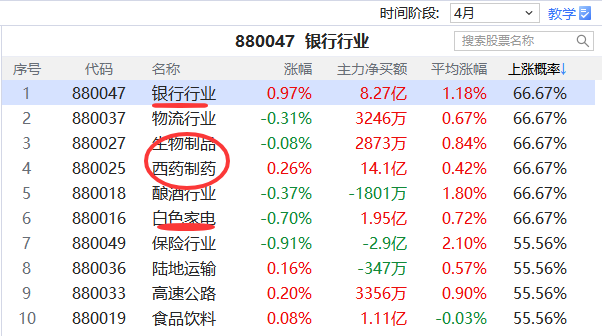 时间阶段: 4月 教学
880047 银行行业 搜索股票名称
序号 代码 名称 涨幅 主力净买额 平均涨幅 上涨概率↓
1 880047 银行行业 0.97% 8.27亿 1.18% 66.67%
2 880037 物流行业 -0.31% 3246万 0.67% 66.67%
3 880027 生物制品 -0.08% 2873万 0.84% 66.67%
4 880025 西药制药 0.26% 14.1亿 0.42% 66.67%
5 880018 酿酒行业 -0.37% -1801万 1.80% 66.67%
6 880016 白色家电 -0.70% 1.95亿 0.72% 66.67%
7 880049 保险行业 -0.91% -2.9亿 2.10% 55.56%
8 880036 陆地运输 0.16% -347万 0.57% 55.56%
9 880033 高速公路 0.20% 3356万 0.90% 55.56%
10 880019 食品饮料 0.08% 1.11亿 -0.03% 55.56%